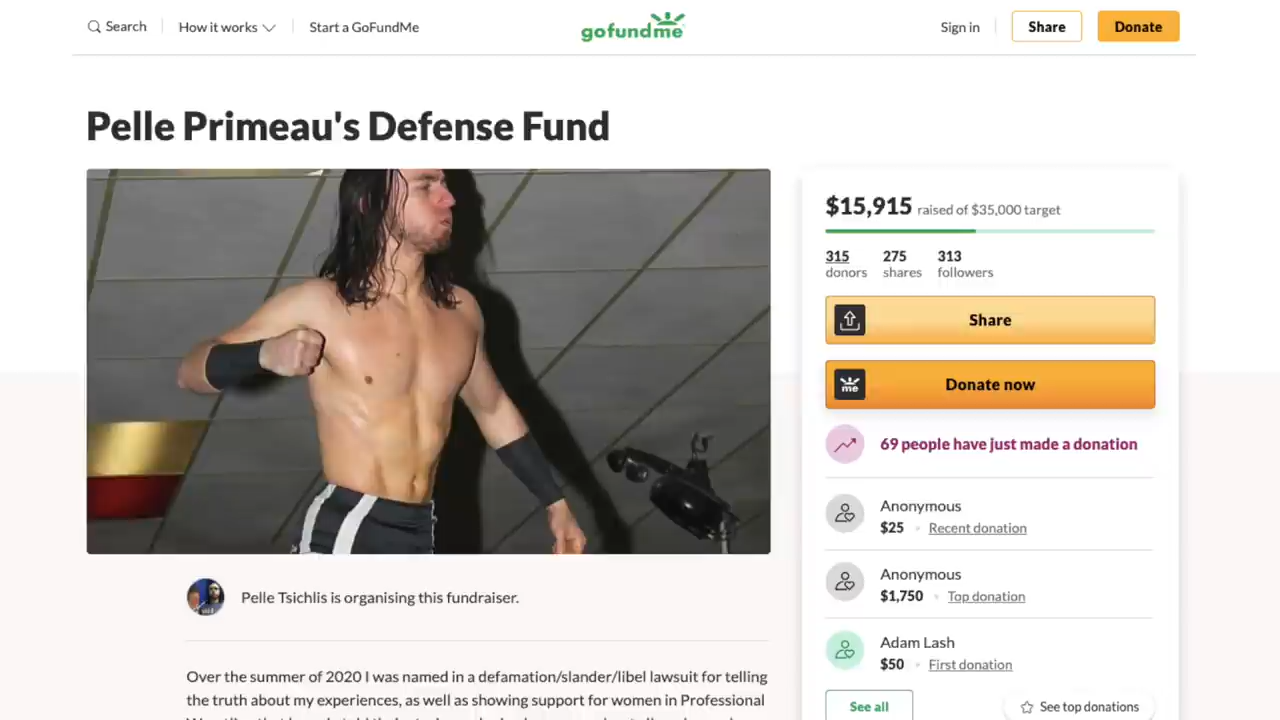 Search
How it works
Start a GoFundMe
gofundme
Sign in
Share
Donate
Pelle Primeau's Defense Fund
$15,915 raised of $35,000 target
315 275 313
donors shares followers
Share
me Donate now
69 people have just made a donation
Anonymous
$25 • Recent donation
Anonymous
$1,750 • Top donation
Adam Lash
$50 • First donation
See all
See top donations
Pelle Tsichlis is organising this fundraiser.
Over the summer of 2020 I was named in a defamation/slander/libel lawsuit for telling
the truth about my experiences, as well as showing support for women in Professional